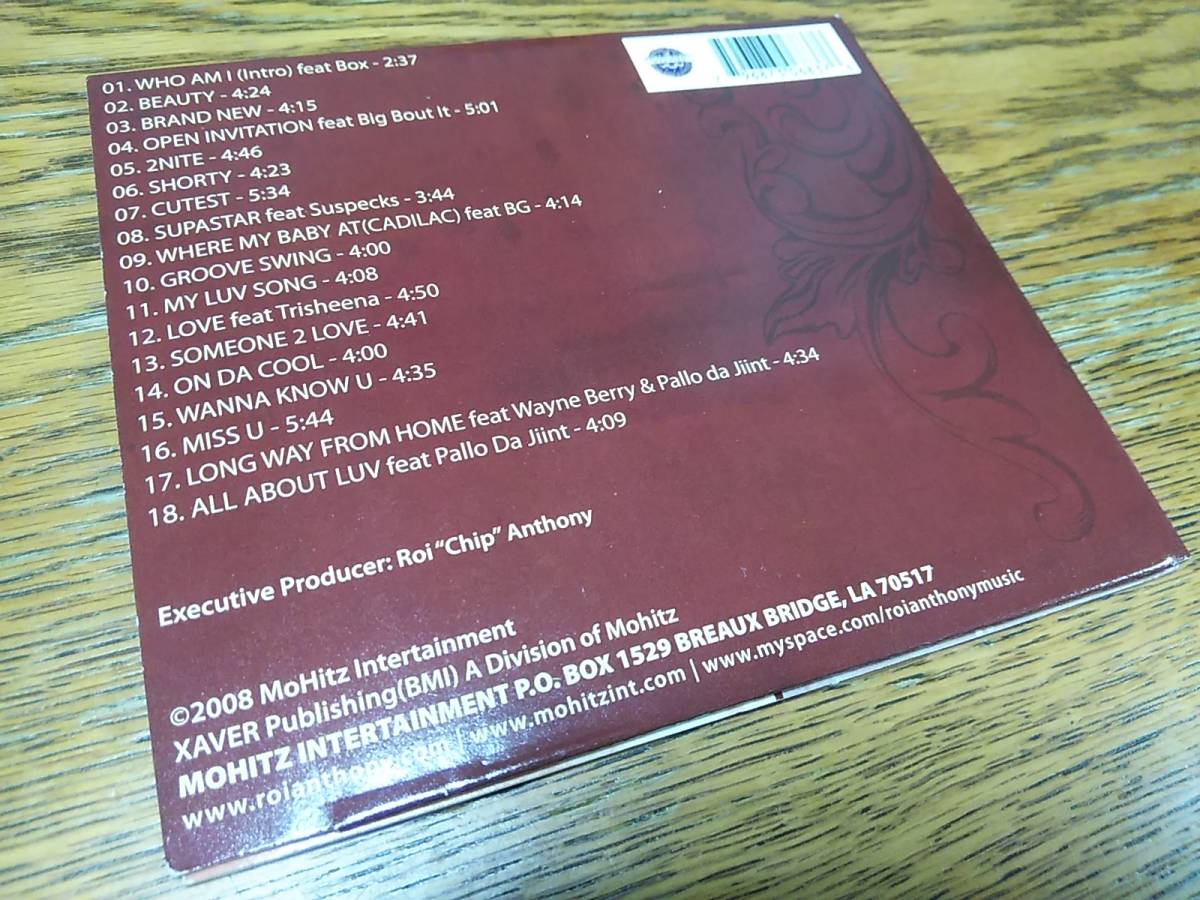 01. WHO AM I (Intro) feat Box - 2:37
02. BEAUTY - 4:24
03. BRAND NEW - 4:15
04. OPEN INVITATION feat Big Bout It - 5:01
05. 2NITE - 4:46
06. SHORTY - 4:23
07. CUTEST - 5:34
08. SUPASTAR feat Suspecks - 3:44
09. WHERE MY BABY AT(CADILAC) feat BG - 4:14
10. GROOVE SWING - 4:00
11. MY LUV SONG - 4:08
12. LOVE feat Trisheena - 4:50
13. SOMEONE 2 LOVE - 4:41
14. ON DA COOL - 4:00
15. WANNA KNOW U - 4:35
16. MISS U - 5:44
17. LONG WAY FROM HOME feat Wayne Berry & Pallo da Jiint - 4:34
18. ALL ABOUT LUV feat Pallo Da Jiint - 4:09
Executive Producer: Roi "Chip" Anthony
©2008 MoHitz Intertainment
XAVER Publishing(BMI) A Division of Mohitz
MOHITZ INTERTAINMENT P.O. BOX 1529 BREAUX BRIDGE, LA 70517
www.roianthony.com | www.mohitzint.com | www.myspace.com/roianthonymusic